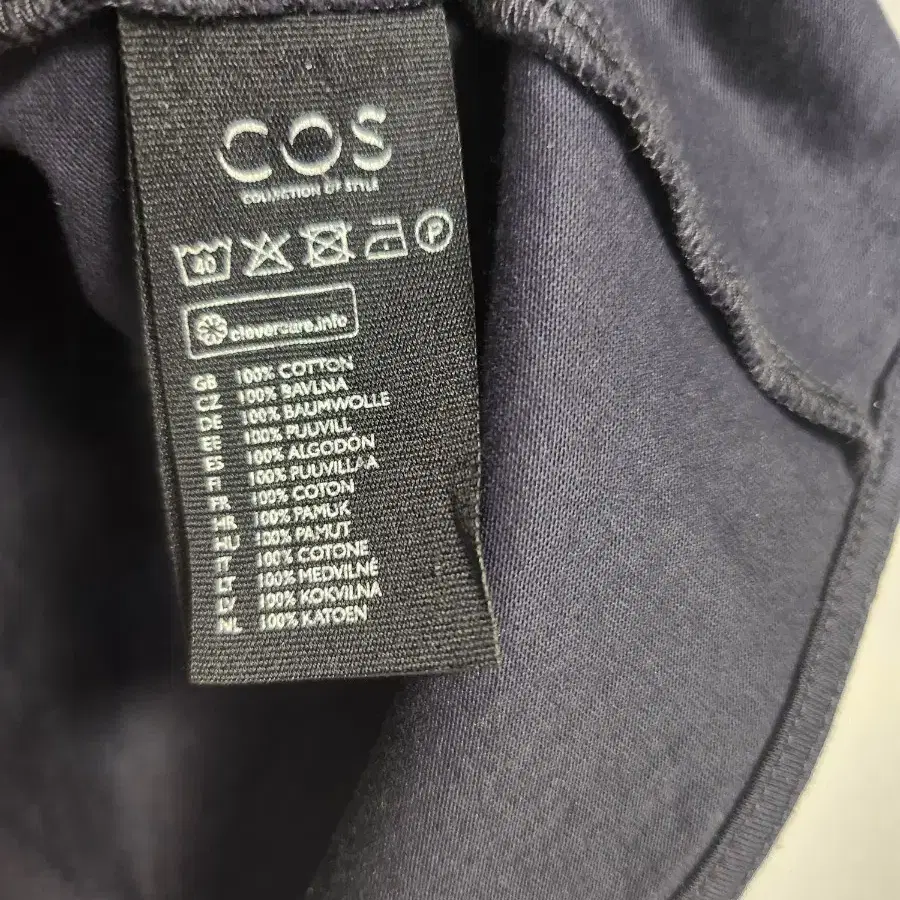 COS
COLLECTION OF STYLE
40 P
clevercare.info
GB 100% COTTON
CZ 100% BAVLNA
DE 100% BAUMWOLLE
EE 100% PUUVILL
ES 100% ALGODÓN
FI 100% PUUVILLAA
FR 100% COTON
HR 100% PAMUK
HU 100% PAMUT
IT 100% COTONE
LT 100% MEDVILNĖ
LV 100% KOKVILNA
NL 100% KATOEN